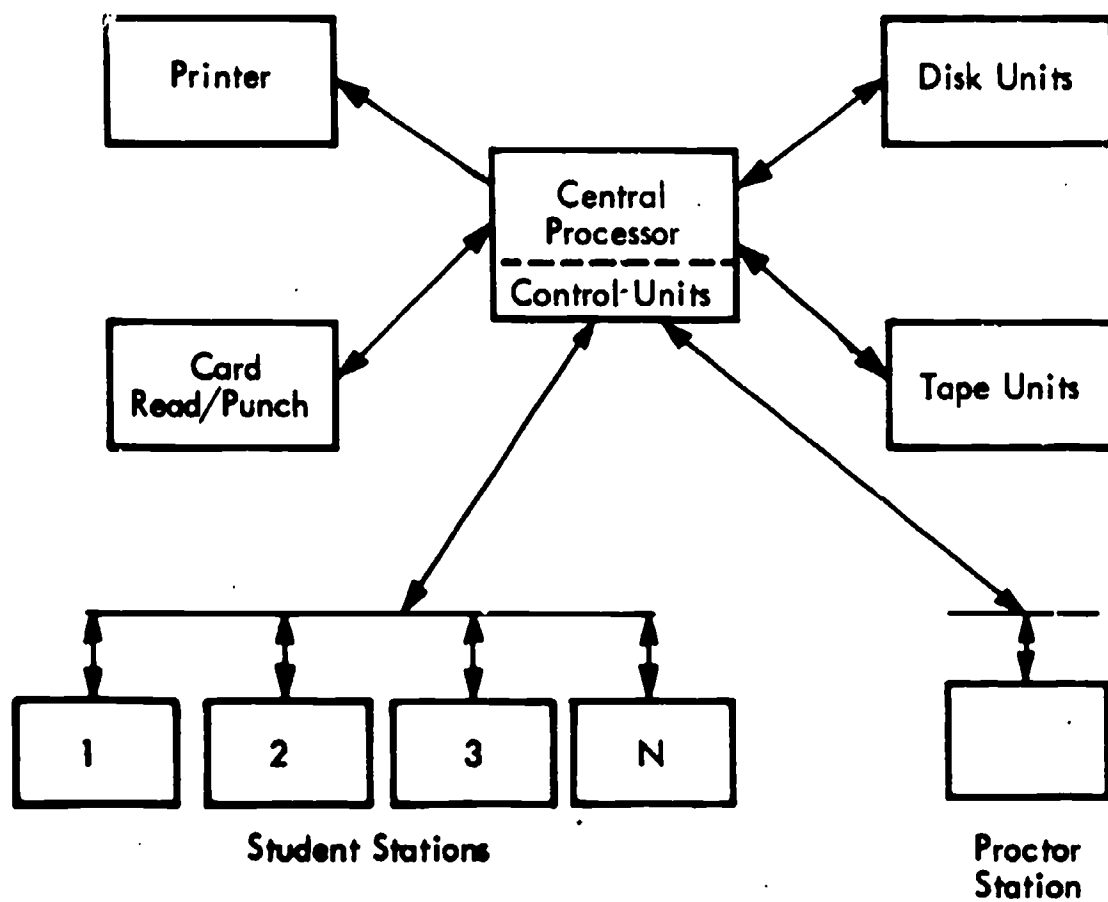 Printer
Disk Units
Central
Processor
Control-Units
Card
Read/Punch
Tape Units
1
2
3
N
Student Stations
Proctor
Station